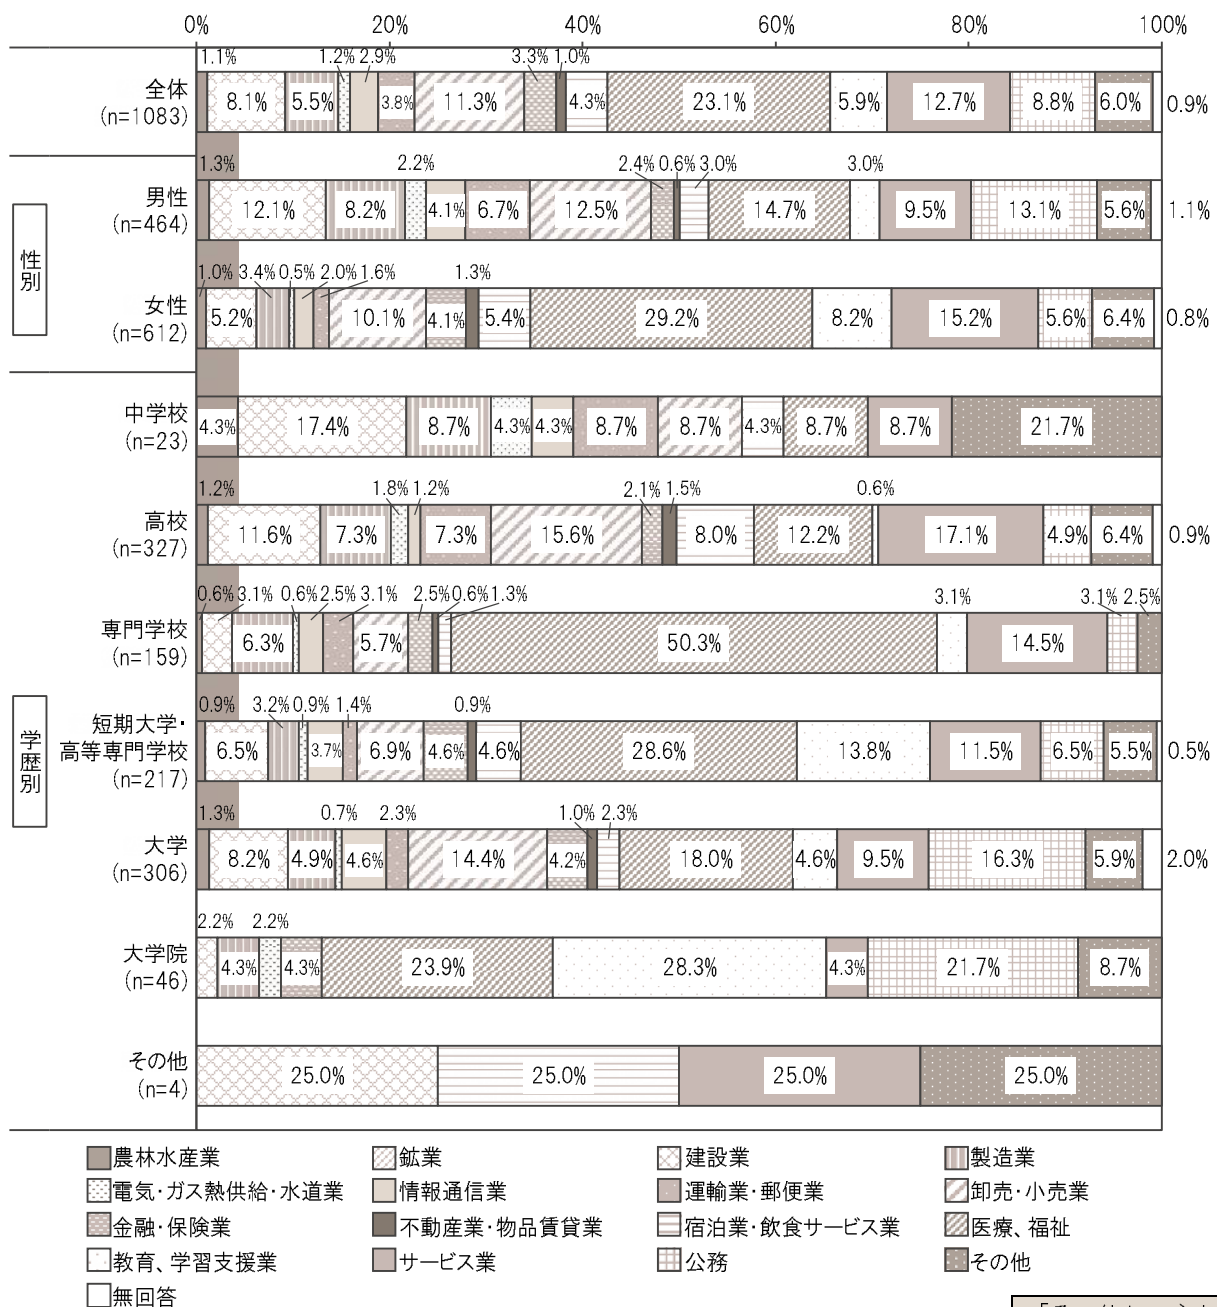 0% 20% 40% 60% 80% 100%
1.1% 1.2% 2.9% 3.3% 1.0%
全体
(n=1083)
8.1% 5.5% 3.8% 11.3% 4.3% 23.1% 5.9% 12.7% 8.8% 6.0% 0.9%
性別
1.3% 2.2% 2.4% 0.6% 3.0% 3.0%
男性
(n=464)
12.1% 8.2% 4.1% 6.7% 12.5% 14.7% 9.5% 13.1% 5.6% 1.1%
1.0% 3.4% 0.5% 2.0% 1.6% 1.3%
女性
(n=612)
5.2% 10.1% 4.1% 5.4% 29.2% 8.2% 15.2% 5.6% 6.4% 0.8%
学歴別
中学校
(n=23)
4.3% 17.4% 8.7% 4.3% 4.3% 8.7% 8.7% 4.3% 8.7% 8.7% 21.7%
1.2% 1.8% 1.2% 2.1% 1.5% 0.6%
高校
(n=327)
11.6% 7.3% 7.3% 15.6% 8.0% 12.2% 17.1% 4.9% 6.4% 0.9%
0.6% 3.1% 0.6% 2.5% 3.1% 2.5% 0.6% 1.3% 3.1% 3.1% 2.5%
専門学校
(n=159)
6.3% 5.7% 50.3% 14.5%
0.9% 3.2% 0.9% 1.4% 0.9%
短期大学・
高等専門学校
(n=217)
6.5% 3.7% 6.9% 4.6% 4.6% 28.6% 13.8% 11.5% 6.5% 5.5% 0.5%
1.3% 0.7% 2.3% 1.0% 2.3%
大学
(n=306)
8.2% 4.9% 4.6% 14.4% 4.2% 18.0% 4.6% 9.5% 16.3% 5.9% 2.0%
2.2% 2.2%
大学院
(n=46)
4.3% 4.3% 23.9% 28.3% 4.3% 21.7% 8.7%
その他
(n=4)
25.0% 25.0% 25.0% 25.0%
農林水産業 鉱業 建設業 製造業
電気・ガス熱供給・水道業 情報通信業 運輸業・郵便業 卸売・小売業
金融・保険業 不動産業・物品賃貸業 宿泊業・飲食サービス業 医療、福祉
教育、学習支援業 サービス業 公務 その他
無回答